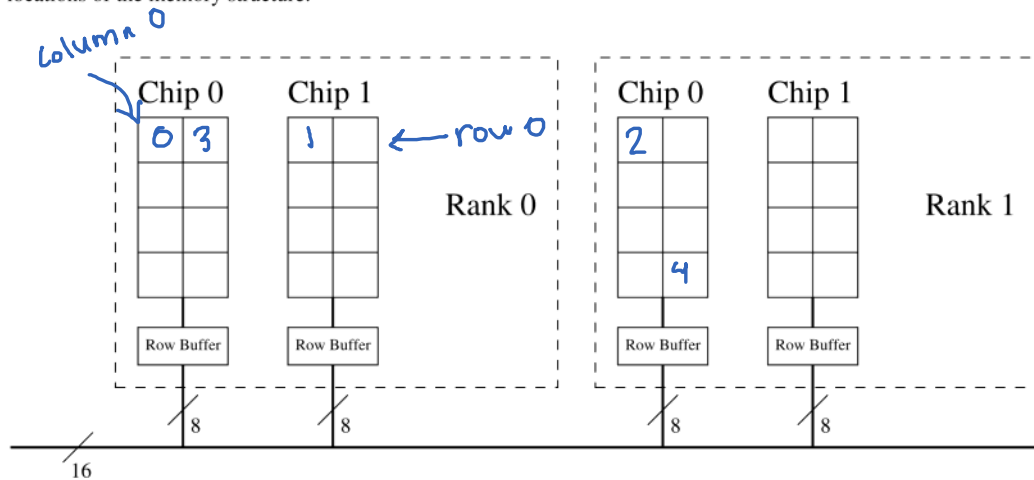 locations of the memory structure.
column 0
Chip 0 Chip 1 Chip 0 Chip 1
0 3 1 ← row 0 2
Rank 0 Rank 1
4
Row Buffer Row Buffer Row Buffer Row Buffer
8 8 8 8
16